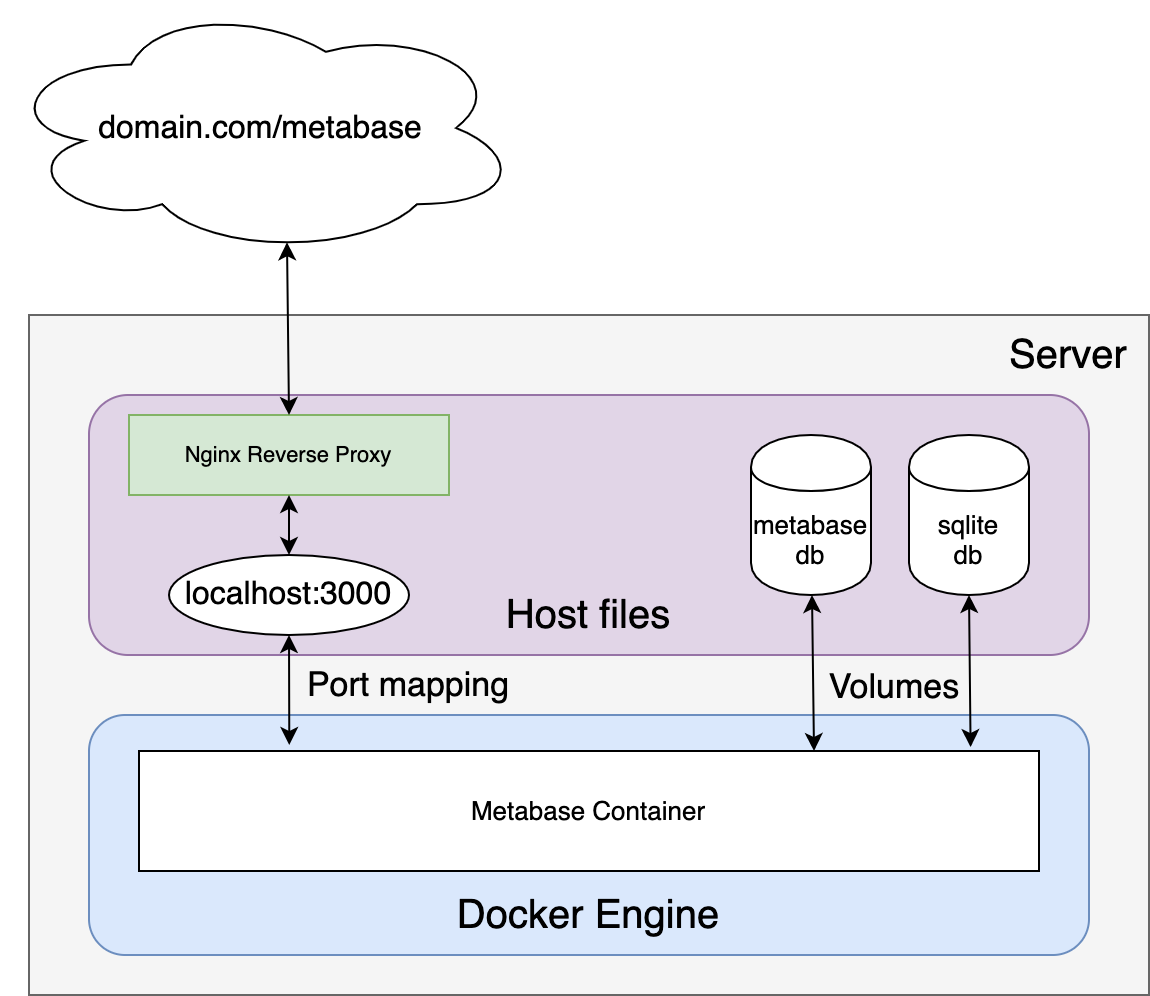 domain.com/metabase
Server
Nginx Reverse Proxy
metabase
db
sqlite
db
localhost:3000
Host files
Port mapping
Volumes
Metabase Container
Docker Engine